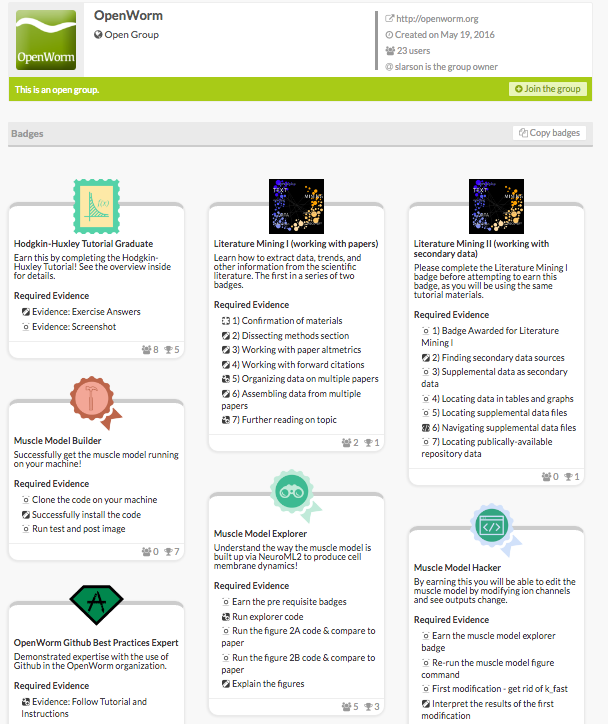 OpenWorm
OpenWorm
Open Group
http://openworm.org
Created on May 19, 2016
23 users
@ slarson is the group owner
This is an open group.
Join the group
Badges
Copy badges
f(x)
Hodgkin-Huxley Tutorial Graduate
Earn this by completing the Hodgkin-
Huxley Tutorial! See the overview inside
for details.
Required Evidence
Evidence: Exercise Answers
Evidence: Screenshot
8 5
Muscle Model Builder
Successfully get the muscle model running
on your machine!
Required Evidence
Clone the code on your machine
Successfully install the code
Run test and post image
0 7
OpenWorm Github Best Practices Expert
Demonstrated expertise with the use of
Github in the OpenWorm organization.
Required Evidence
Evidence: Follow Tutorial and
Instructions
TEXT
Literature Mining I (working with papers)
Learn how to extract data, trends, and
other information from the scientific
literature. The first in a series of two
badges.
Required Evidence
1) Confirmation of materials
2) Dissecting methods section
3) Working with paper altmetrics
4) Working with forward citations
5) Organizing data on multiple papers
6) Assembling data from multiple
papers
7) Further reading on topic
2 1
Muscle Model Explorer
Understand the way the muscle model is
built up via NeuroML2 to produce cell
membrane dynamics!
Required Evidence
Earn the pre requisite badges
Run explorer code
Run the figure 2A code & compare to
paper
Run the figure 2B code & compare to
paper
Explain the figures
5 3
TEXT
Literature Mining II (working with
secondary data)
Please complete the Literature Mining I
badge before attempting to earn this
badge, as you will be using the same
tutorial materials.
Required Evidence
1) Badge Awarded for Literature
Mining I
2) Finding secondary data sources
3) Supplemental data as secondary
data
4) Locating data in tables and graphs
5) Locating supplemental data files
6) Navigating supplemental data files
7) Locating publically-available
repository data
0 1
Muscle Model Hacker
By earning this you will be able to edit the
muscle model by modifying ion channels
and see outputs change.
Required Evidence
Earn the muscle model explorer
badge
Re-run the muscle model figure
command
First modification - get rid of k_fast
Interpret the results of the first
modification